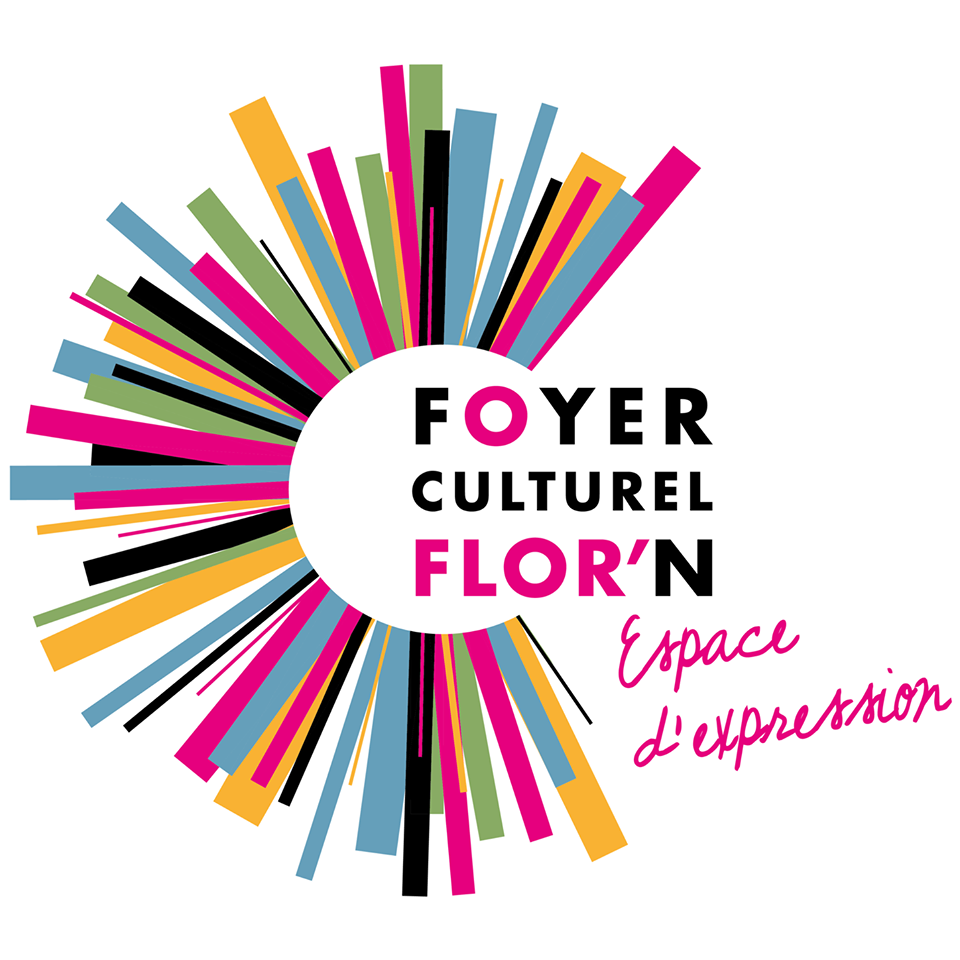 FOYER
CULTUREL
FLOR'N
Espace
d'expression